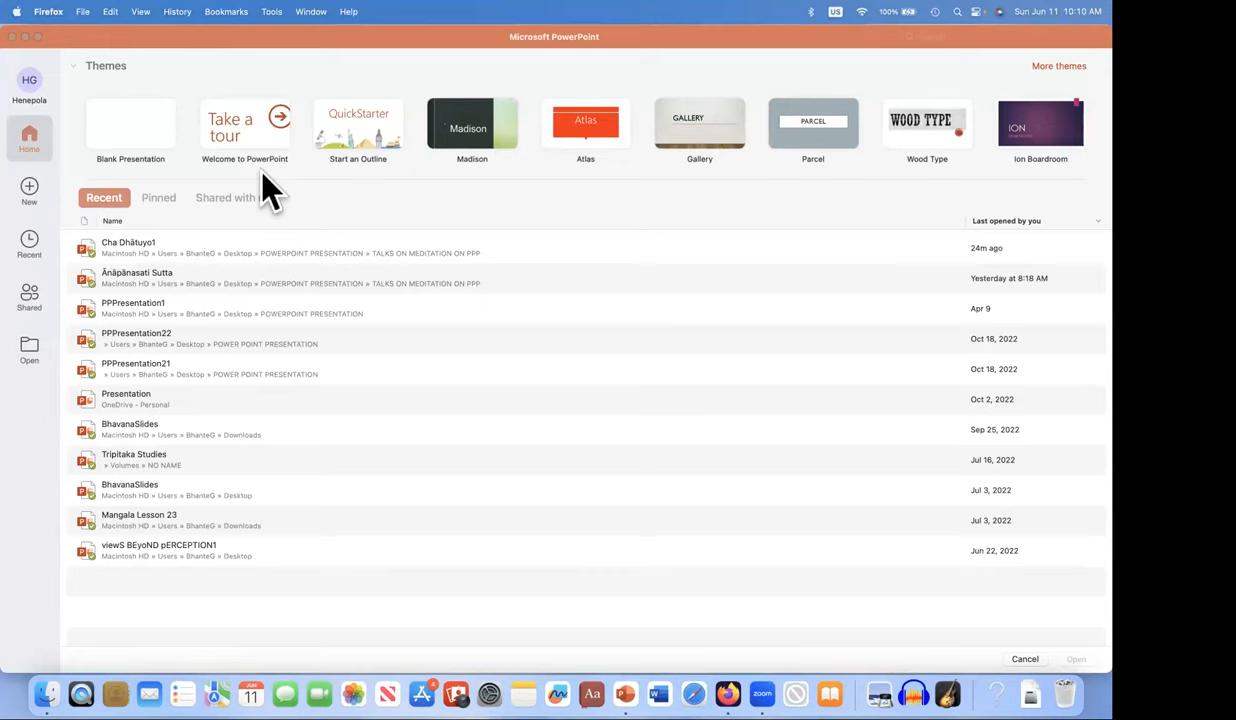 Firefox File Edit View History Bookmarks Tools Window Help US 100% Sun Jun 11 10:10 AM
Microsoft PowerPoint
Themes More themes
HG
Henepola
Home
New
Recent
Shared
Open
Take a tour
QuickStarter
Madison
Atlas
GALLERY
PARCEL
WOOD TYPE
ION
Blank Presentation Welcome to PowerPoint Start an Outline Madison Atlas Gallery Parcel Wood Type Ion Boardroom
Recent Pinned Shared with
Name Last opened by you
Cha Dhātuyo1
Macintosh HD » Users » BhanteG » Desktop » POWERPOINT PRESENTATION » TALKS ON MEDITATION ON PPP
24m ago
Ānāpānasati Sutta
Macintosh HD » Users » BhanteG » Desktop » POWERPOINT PRESENTATION » TALKS ON MEDITATION ON PPP
Yesterday at 8:18 AM
PPPresentation1
Macintosh HD » Users » BhanteG » Desktop » POWERPOINT PRESENTATION
Apr 9
PPPresentation22
» Users » BhanteG » Desktop » POWER POINT PRESENTATION
Oct 18, 2022
PPPresentation21
» Users » BhanteG » Desktop » POWER POINT PRESENTATION
Oct 18, 2022
Presentation
OneDrive - Personal
Oct 2, 2022
BhavanaSlides
Macintosh HD » Users » BhanteG » Downloads
Sep 25, 2022
Tripitaka Studies
» Volumes » NO NAME
Jul 16, 2022
BhavanaSlides
Macintosh HD » Users » BhanteG » Desktop
Jul 3, 2022
Mangala Lesson 23
Macintosh HD » Users » BhanteG » Downloads
Jul 3, 2022
viewS BEyoND pERCEPTION1
Macintosh HD » Users » BhanteG » Desktop
Jun 22, 2022
Cancel Open
JUN
11
4
Aa
zoom